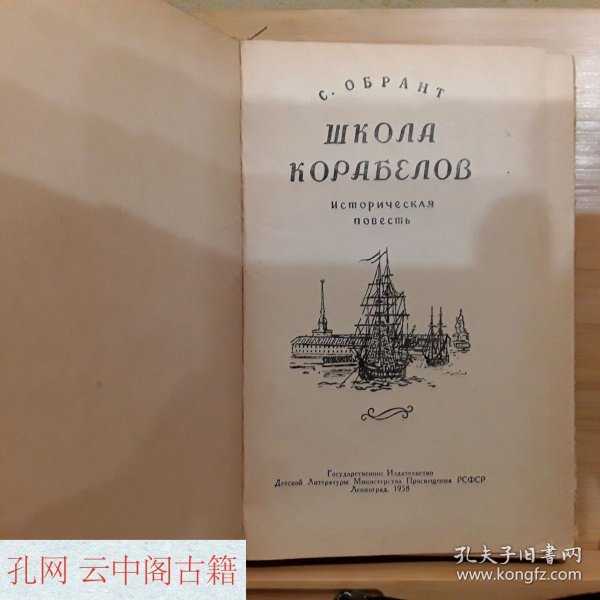 С. ОБРАНТ
ШКОЛА
КОРАБЕЛОВ
Историческая
повесть
Государственное Издательство
Детской Литературы Министерства Просвещения РСФСР
Ленинград, 1958
孔网 云中阁古籍
孔夫子旧书网
www.kongfz.com